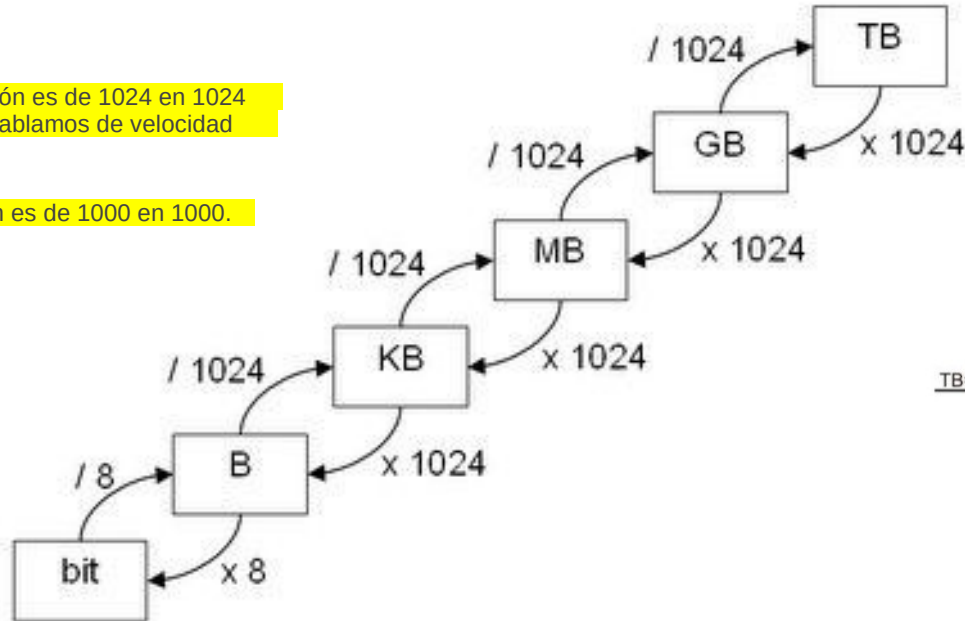 TB
/ 1024
ón es de 1024 en 1024
ablamos de velocidad
GB
x 1024
/ 1024
n es de 1000 en 1000.
MB
x 1024
/ 1024
KB
x 1024
/ 1024
TB
B
x 1024
/ 8
bit
x 8